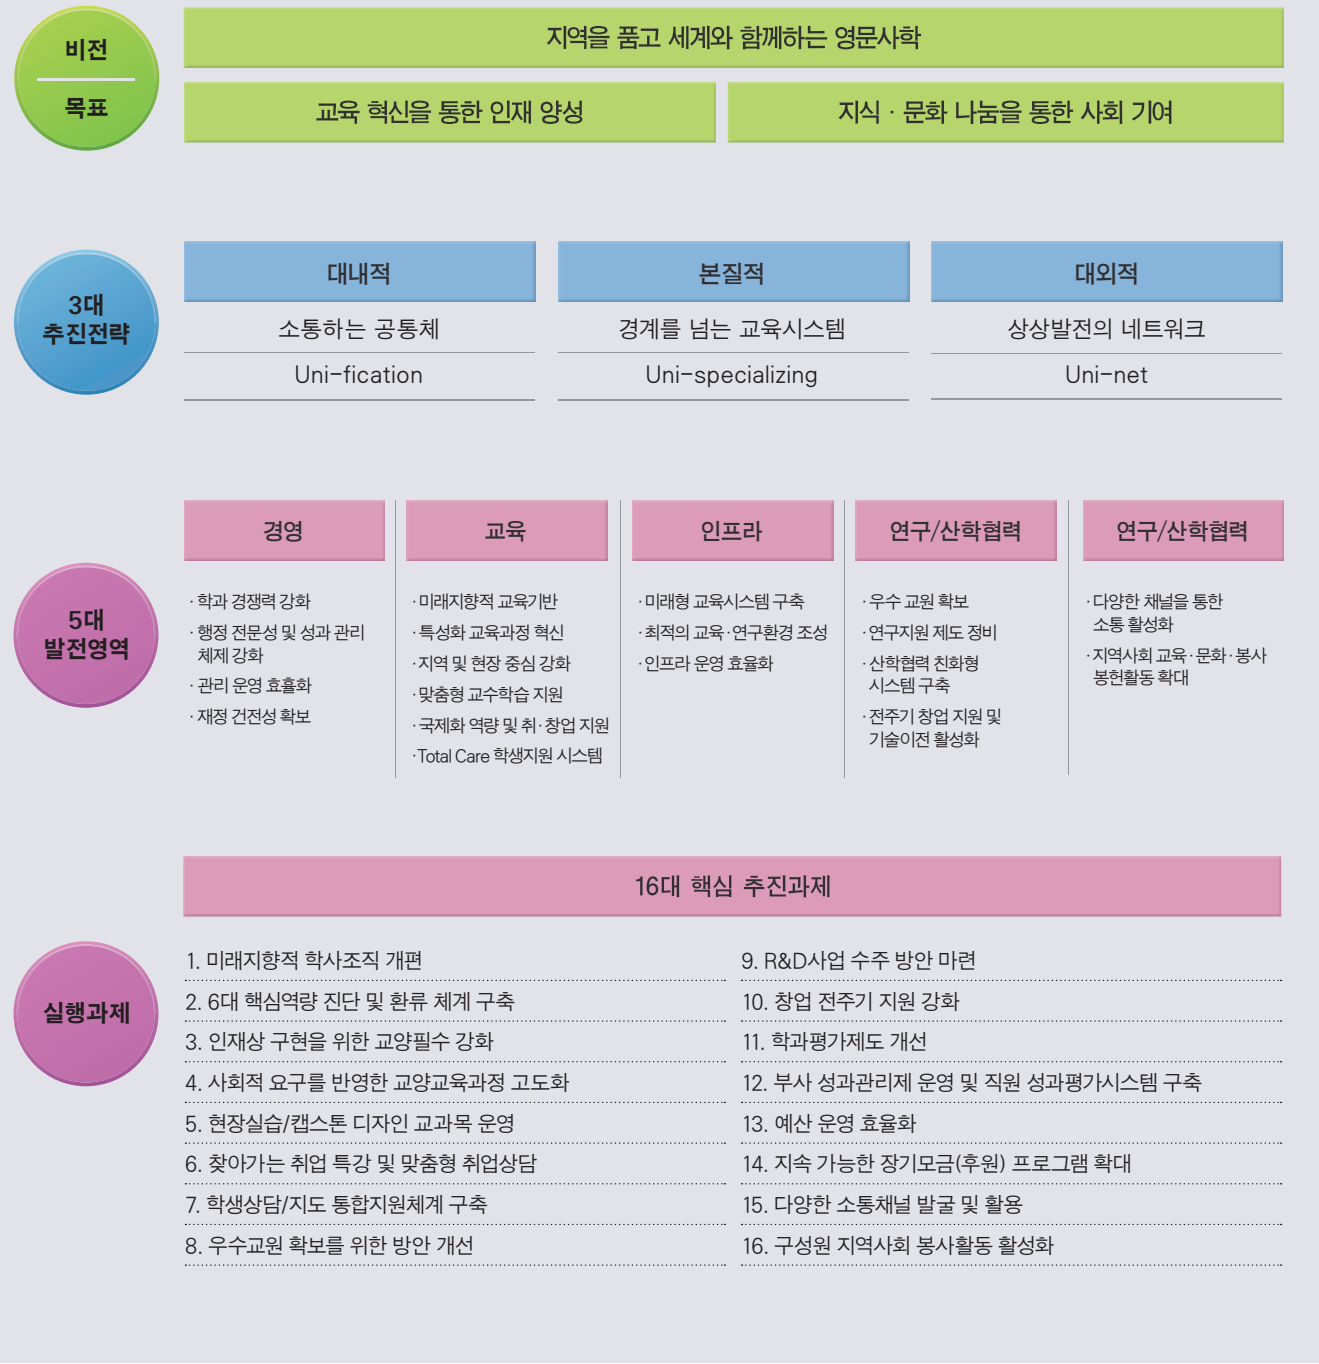 비전
목표
지역을 품고 세계와 함께하는 영문사학
교육 혁신을 통한 인재 양성
지식 · 문화 나눔을 통한 사회 기여
3대
추진전략
대내적
소통하는 공통체
Uni-fication
본질적
경계를 넘는 교육시스템
Uni-specializing
대외적
상상발전의 네트워크
Uni-net
5대
발전영역
경영
· 학과 경쟁력 강화
· 행정 전문성 및 성과 관리
체제 강화
· 관리 운영 효율화
· 재정 건전성 확보
교육
· 미래지향적 교육기반
· 특성화 교육과정 혁신
· 지역 및 현장 중심 강화
· 맞춤형 교수학습 지원
· 국제화 역량 및 취·창업 지원
· Total Care 학생지원 시스템
인프라
· 미래형 교육시스템 구축
· 최적의 교육·연구환경 조성
· 인프라 운영 효율화
연구/산학협력
· 우수 교원 확보
· 연구지원 제도 정비
· 산학협력 친화형
시스템 구축
· 전주기 창업 지원 및
기술이전 활성화
연구/산학협력
· 다양한 채널을 통한
소통 활성화
· 지역사회 교육·문화·봉사
봉헌활동 확대
실행과제
16대 핵심 추진과제
1. 미래지향적 학사조직 개편
2. 6대 핵심역량 진단 및 환류 체계 구축
3. 인재상 구현을 위한 교양필수 강화
4. 사회적 요구를 반영한 교양교육과정 고도화
5. 현장실습/캡스톤 디자인 교과목 운영
6. 찾아가는 취업 특강 및 맞춤형 취업상담
7. 학생상담/지도 통합지원체계 구축
8. 우수교원 확보를 위한 방안 개선
9. R&D사업 수주 방안 마련
10. 창업 전주기 지원 강화
11. 학과평가제도 개선
12. 부사 성과관리제 운영 및 직원 성과평가시스템 구축
13. 예산 운영 효율화
14. 지속 가능한 장기모금(후원) 프로그램 확대
15. 다양한 소통채널 발굴 및 활용
16. 구성원 지역사회 봉사활동 활성화